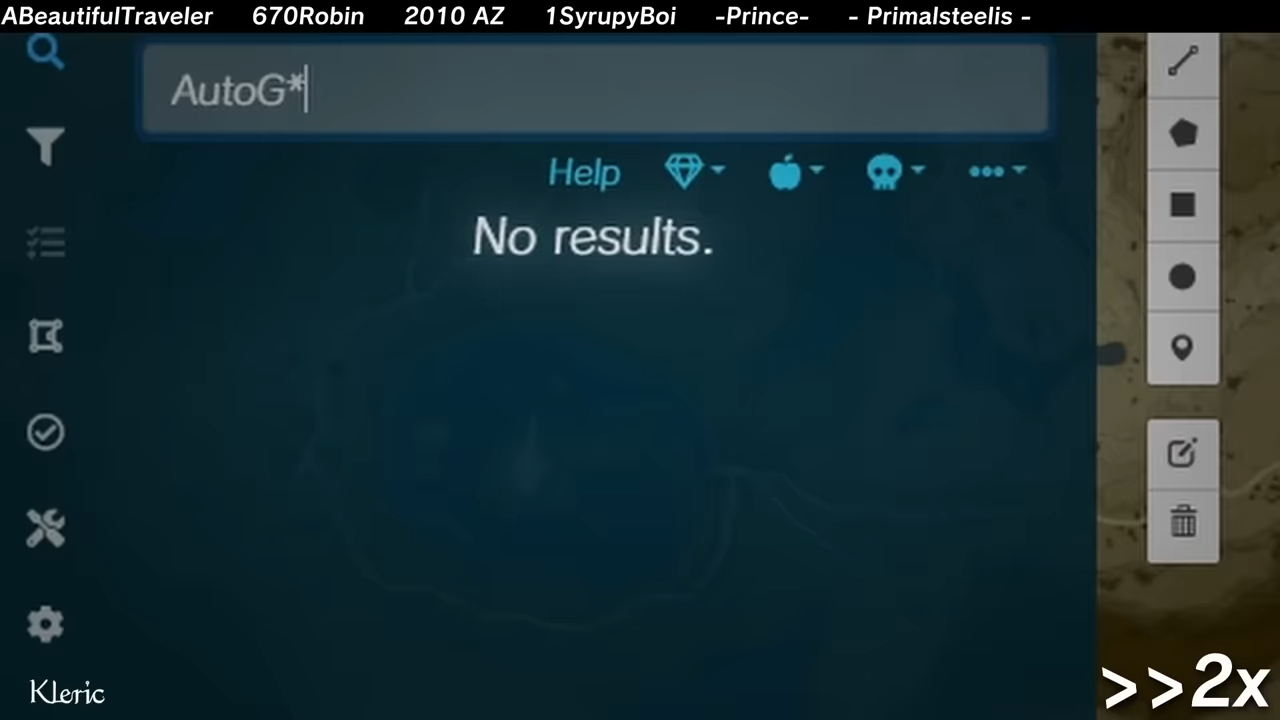 ABeautifulTraveler 670Robin 2010 AZ 1SyrupyBoi -Prince- - Primalsteelis -
AutoG*
Help
No results.
Kleric
>>2x